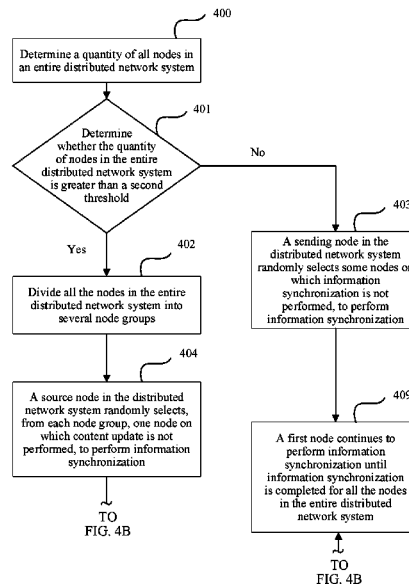 400
Determine a quantity of all nodes in
an entire distributed network system
401
Determine
whether the quantity
of nodes in the entire
distributed network system
is greater than a second
threshold
No
Yes
402
Divide all the nodes in the entire
distributed network system into
several node groups
403
A sending node in the
distributed network system
randomly selects some nodes on
which information
synchronization is not
performed, to perform
information synchronization
404
A source node in the distributed
network system randomly selects,
from each node group, one node on
which content update is not
performed, to perform information
synchronization
409
A first node continues to
perform information
synchronization until
information synchronization
is completed for all the nodes
in the entire distributed
network system
TO
FIG. 4B
TO
FIG. 4B